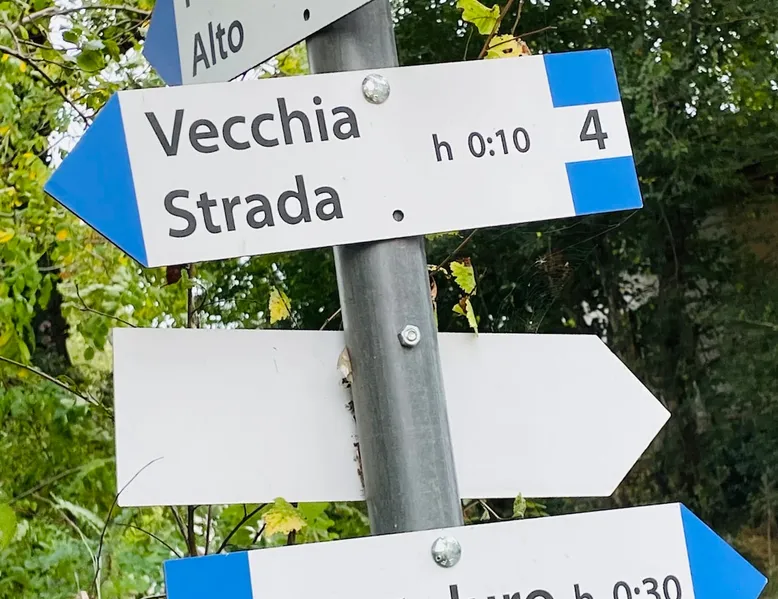 Alto
Vecchia
Strada
h 0:10
4
h 0:30